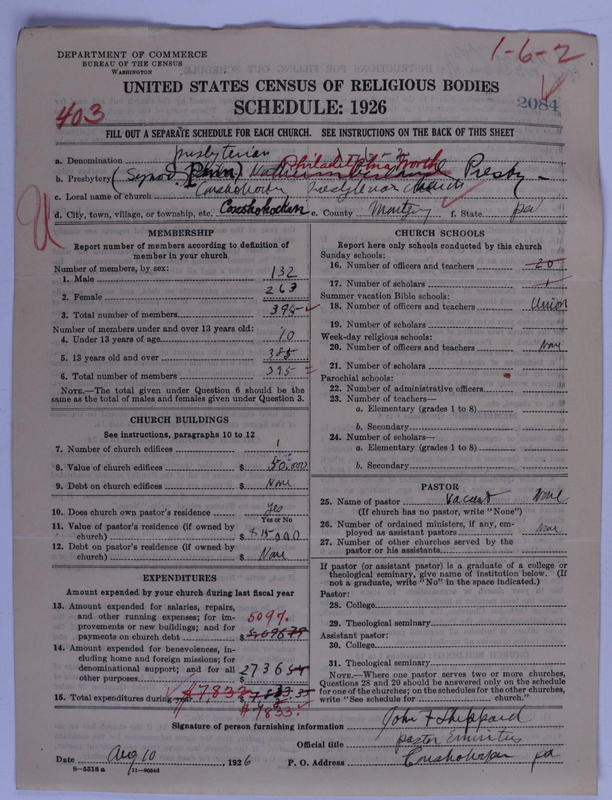 DEPARTMENT OF COMMERCE
BUREAU OF THE CENSUS
WASHINGTON
1-6-2
UNITED STATES CENSUS OF RELIGIOUS BODIES
SCHEDULE: 1926
2084
403
FILL OUT A SEPARATE SCHEDULE FOR EACH CHURCH. SEE INSTRUCTIONS ON THE BACK OF THIS SHEET
a. Denomination Presbyterian
b. Presbytery (Synod Penn) Philadelphia North Presby-
c. Local name of church Conshohocken Presbyterian Church
d. City, town, village, or township, etc. Conshohocken e. County Montgy f. State pa
MEMBERSHIP
Report number of members according to definition of
member in your church
Number of members, by sex:
1. Male 132
2. Female 263
3. Total number of members 395
Number of members under and over 13 years old:
4. Under 13 years of age 10
5. 13 years old and over 385
6. Total number of members 395
NOTE.—The total given under Question 6 should be
the same as the total of males and females given under Question 3.
CHURCH BUILDINGS
See instructions, paragraphs 10 to 12
7. Number of church edifices 1
8. Value of church edifices $ 50,000
9. Debt on church edifices $ None
10. Does church own pastor's residence? Yes
Yes or No
11. Value of pastor's residence (if owned by
church) $ 15,000
12. Debt on pastor's residence (if owned by
church) $ None
EXPENDITURES
Amount expended by your church during last fiscal year
13. Amount expended for salaries, repairs,
and other running expenses; for im-
provements or new buildings; and for
payments on church debt $ 5097.
14. Amount expended for benevolences, in-
cluding home and foreign missions; for
denominational support; and for all
other purposes $ 2736
15. Total expenditures during year $7,833 $ 7833.35
$ 7833.
CHURCH SCHOOLS
Report here only schools conducted by this church
Sunday schools:
16. Number of officers and teachers 20
17. Number of scholars
Summer vacation Bible schools:
18. Number of officers and teachers Union
19. Number of scholars
Week-day religious schools:
20. Number of officers and teachers None
21. Number of scholars
Parochial schools:
22. Number of administrative officers
23. Number of teachers—
a. Elementary (grades 1 to 8)
b. Secondary
24. Number of scholars—
a. Elementary (grades 1 to 8)
b. Secondary
PASTOR
25. Name of pastor Vacant None
(If church has no pastor, write "None")
26. Number of ordained ministers, if any, em-
ployed as assistant pastors None
27. Number of other churches served by the
pastor or his assistants
If pastor (or assistant pastor) is a graduate of a college or
theological seminary, give name of institution below. (If
not a graduate, write "No" in the space indicated.)
Pastor:
28. College
29. Theological seminary
Assistant pastor:
30. College
31. Theological seminary
NOTE.—Where one pastor serves two or more churches,
Questions 28 and 29 should be answered only on the schedule
for one of the churches; on the schedules for the other churches,
write "See schedule for church."
Signature of person furnishing information John F Sheppard
Official title pastor emeritus
Date Aug 10, 1926 P. O. Address Conshohocken pa
8—5518 a 11—9054d